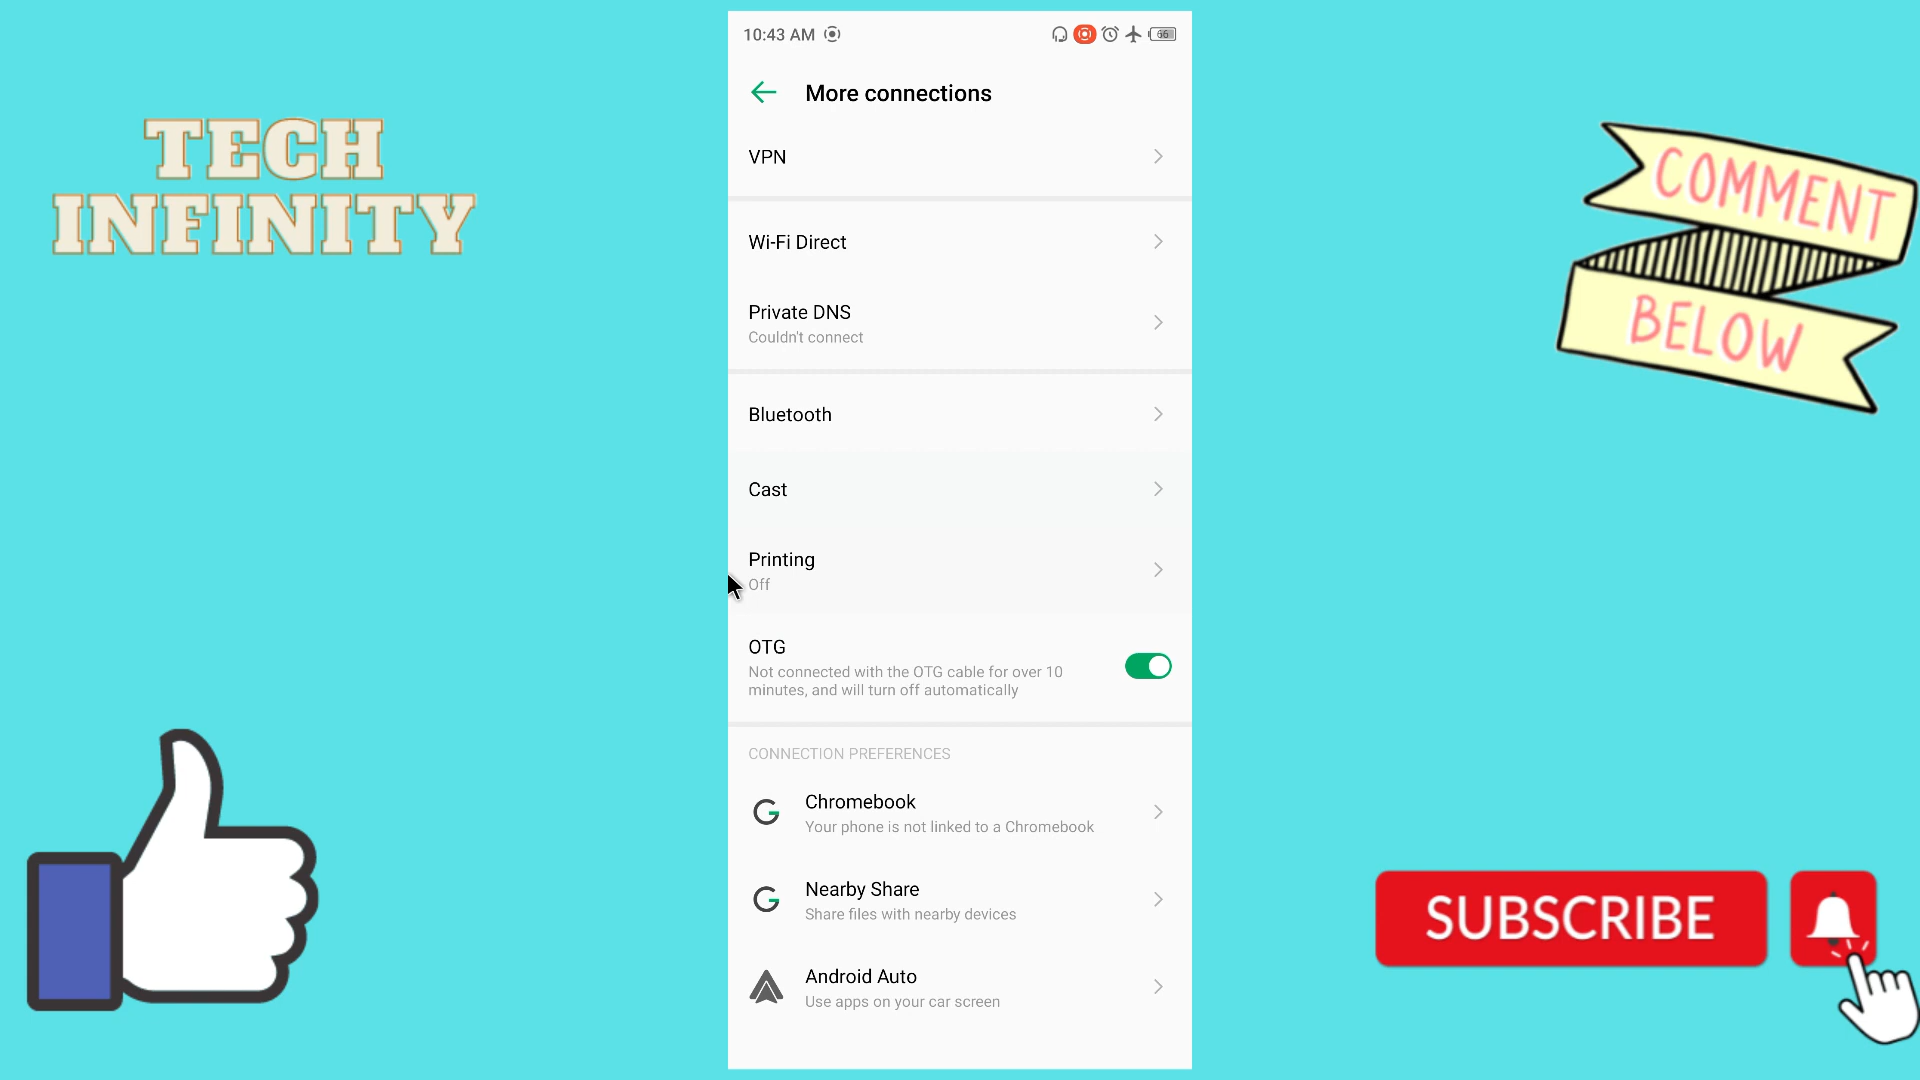 10:43 AM
66
More connections
TECH
INFINITY
VPN
COMMENT
BELOW
Wi-Fi Direct
Private DNS
Couldn't connect
Bluetooth
Cast
Printing
Off
OTG
Not connected with the OTG cable for over 10
minutes, and will turn off automatically
CONNECTION PREFERENCES
Chromebook
Your phone is not linked to a Chromebook
Nearby Share
Share files with nearby devices
SUBSCRIBE
Android Auto
Use apps on your car screen